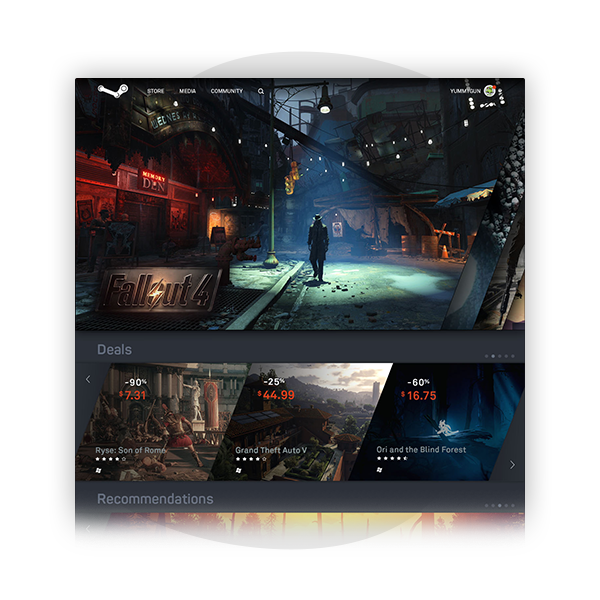 STORE MEDIA COMMUNITY YUMMYGUN
MEMORY
DEN
Fallout 4
Deals
-90%
$7.31
Ryse: Son of Rome
-25%
$44.99
Grand Theft Auto V
-60%
$16.75
Ori and the Blind Forest
Recommendations